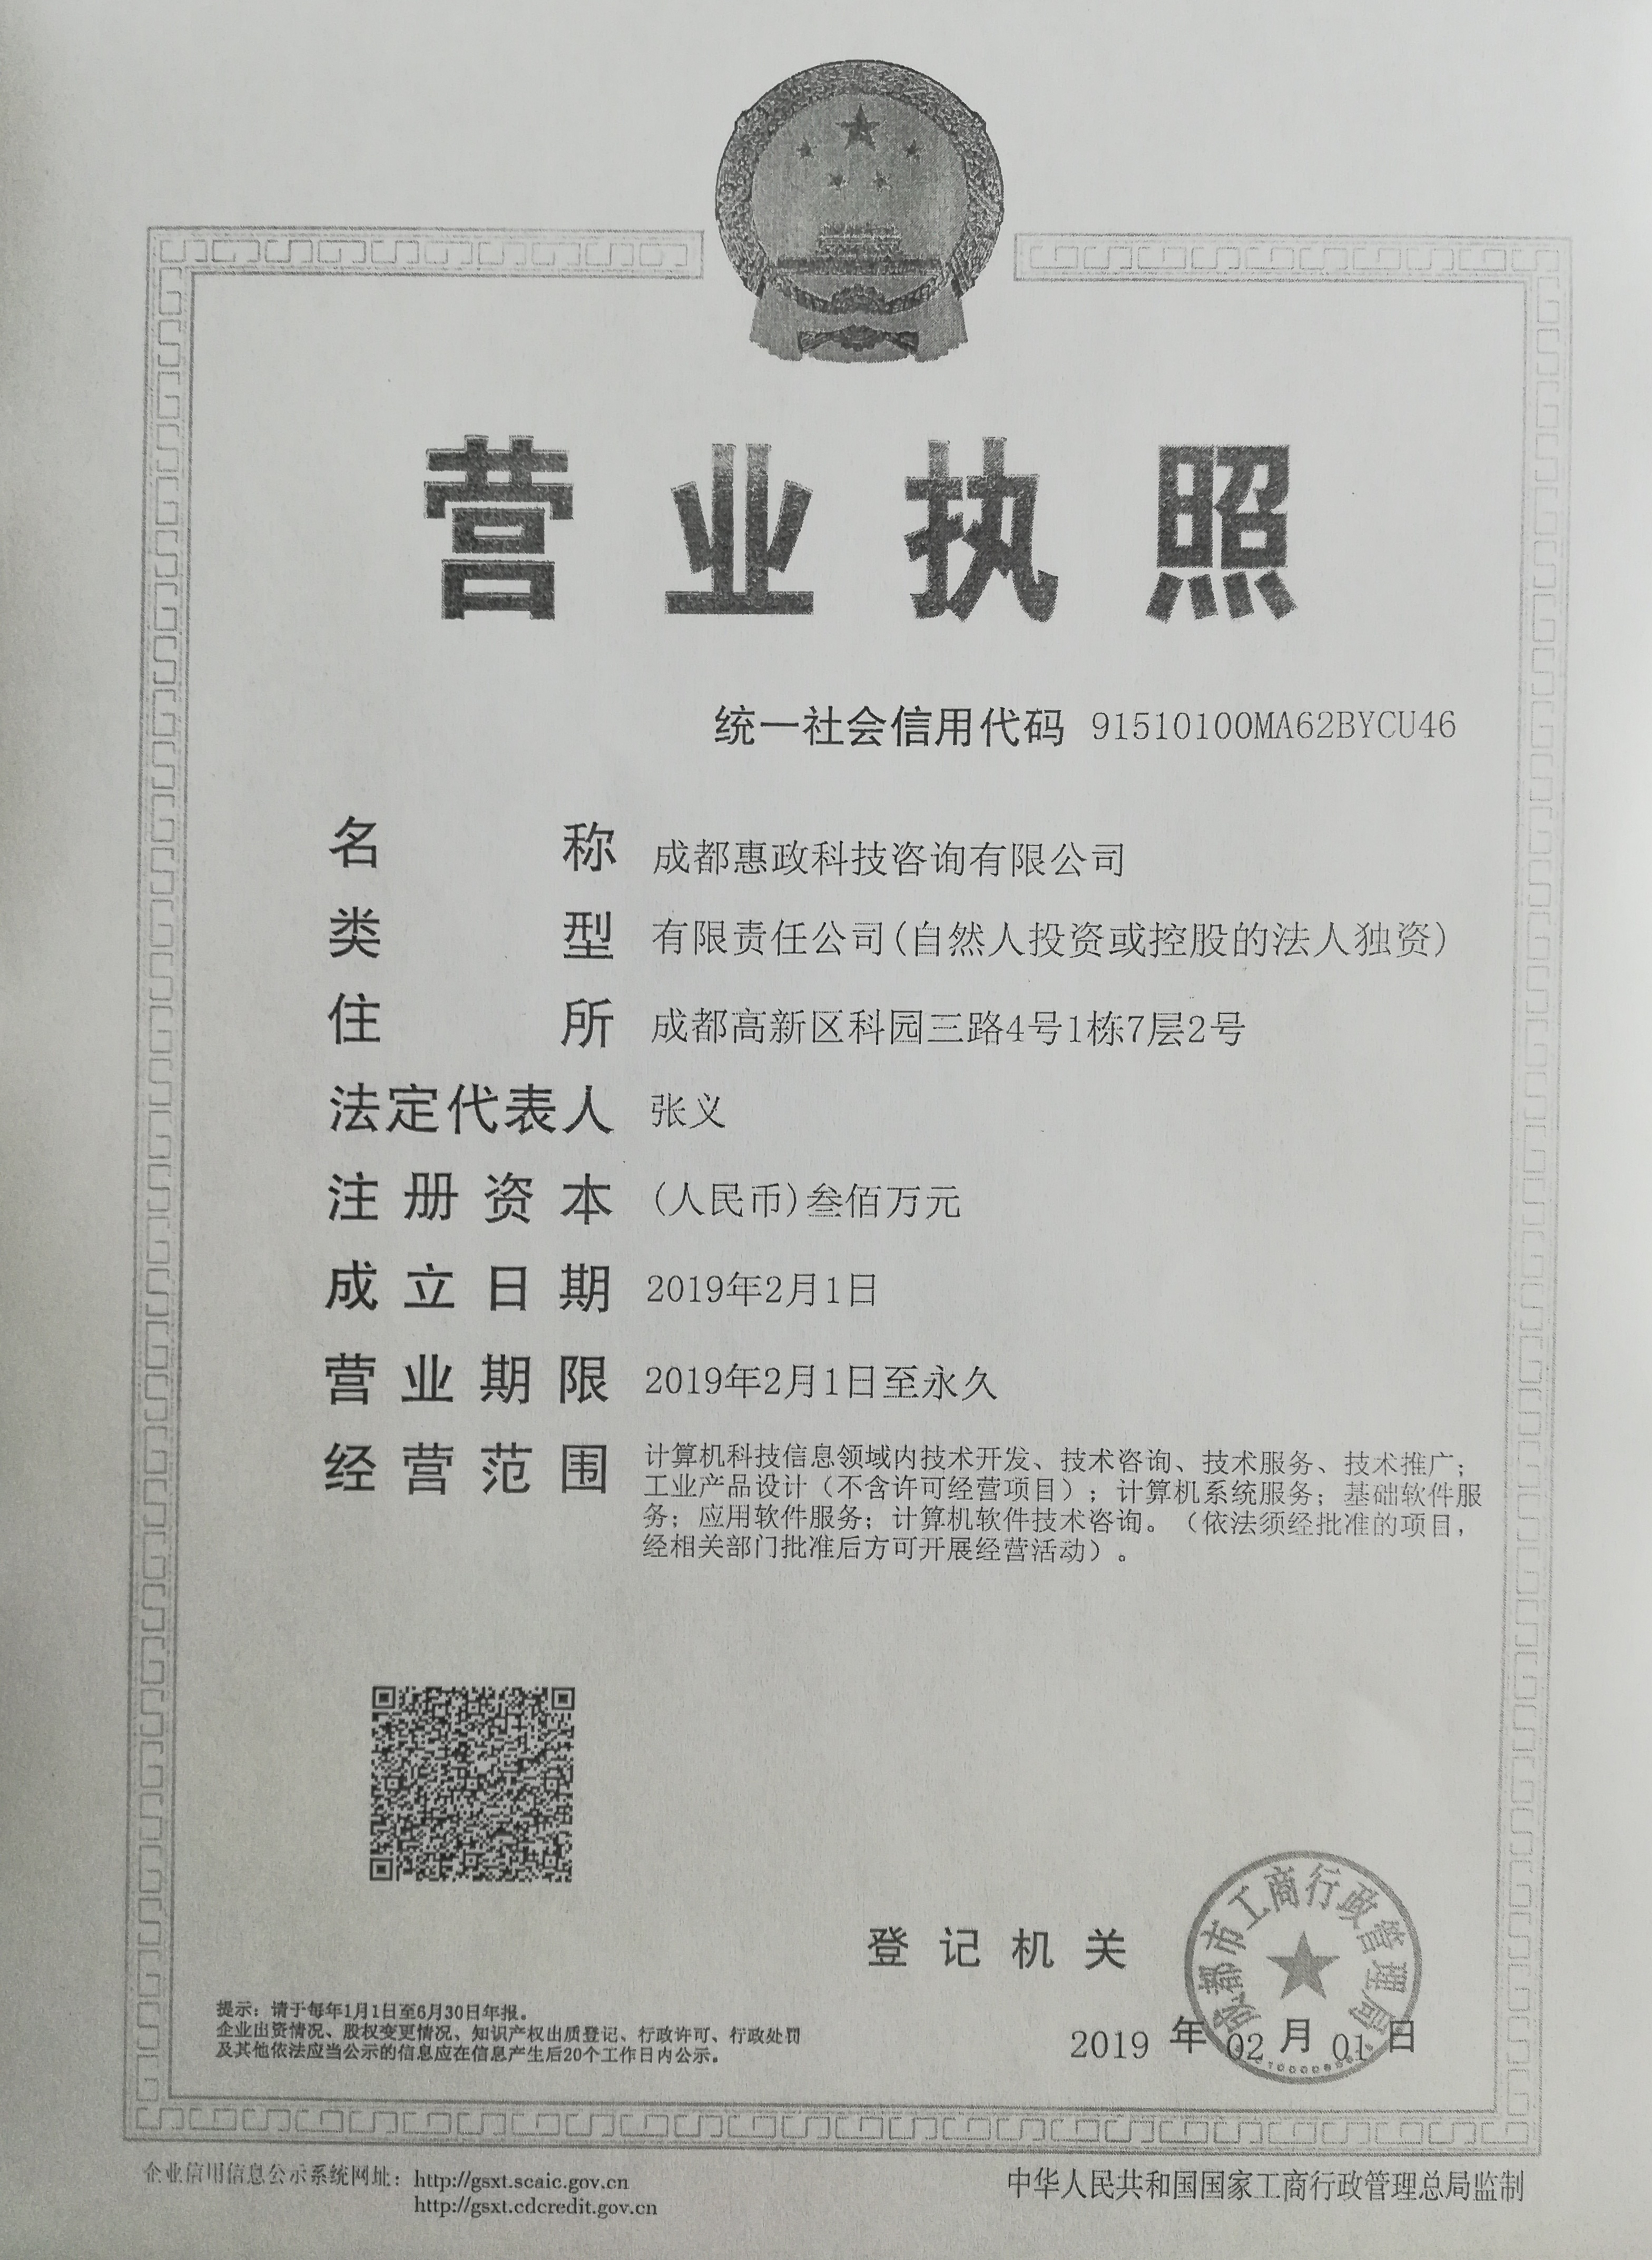 营业执照
统一社会信用代码 91510100MA62BYCU46
名称 成都惠政科技咨询有限公司
类型 有限责任公司(自然人投资或控股的法人独资)
住所 成都高新区科园三路4号1栋7层2号
法定代表人 张义
注册资本 (人民币)叁佰万元
成立日期 2019年2月1日
营业期限 2019年2月1日至永久
经营范围 计算机科技信息领域内技术开发、技术咨询、技术服务、技术推广；
工业产品设计（不含许可经营项目）；计算机系统服务；基础软件服
务；应用软件服务；计算机软件技术咨询。（依法须经批准的项目，
经相关部门批准后方可开展经营活动）。
登记机关
成都市工商行政管理局
2019 年 02 月 01 日
提示：请于每年1月1日至6月30日年报。
企业出资情况、股权变更情况、知识产权出质登记、行政许可、行政处罚
及其他依法应当公示的信息应在信息产生后20个工作日内公示。
企业信用信息公示系统网址：http://gsxt.scaic.gov.cn
http://gsxt.cdcredit.gov.cn
中华人民共和国国家工商行政管理总局监制